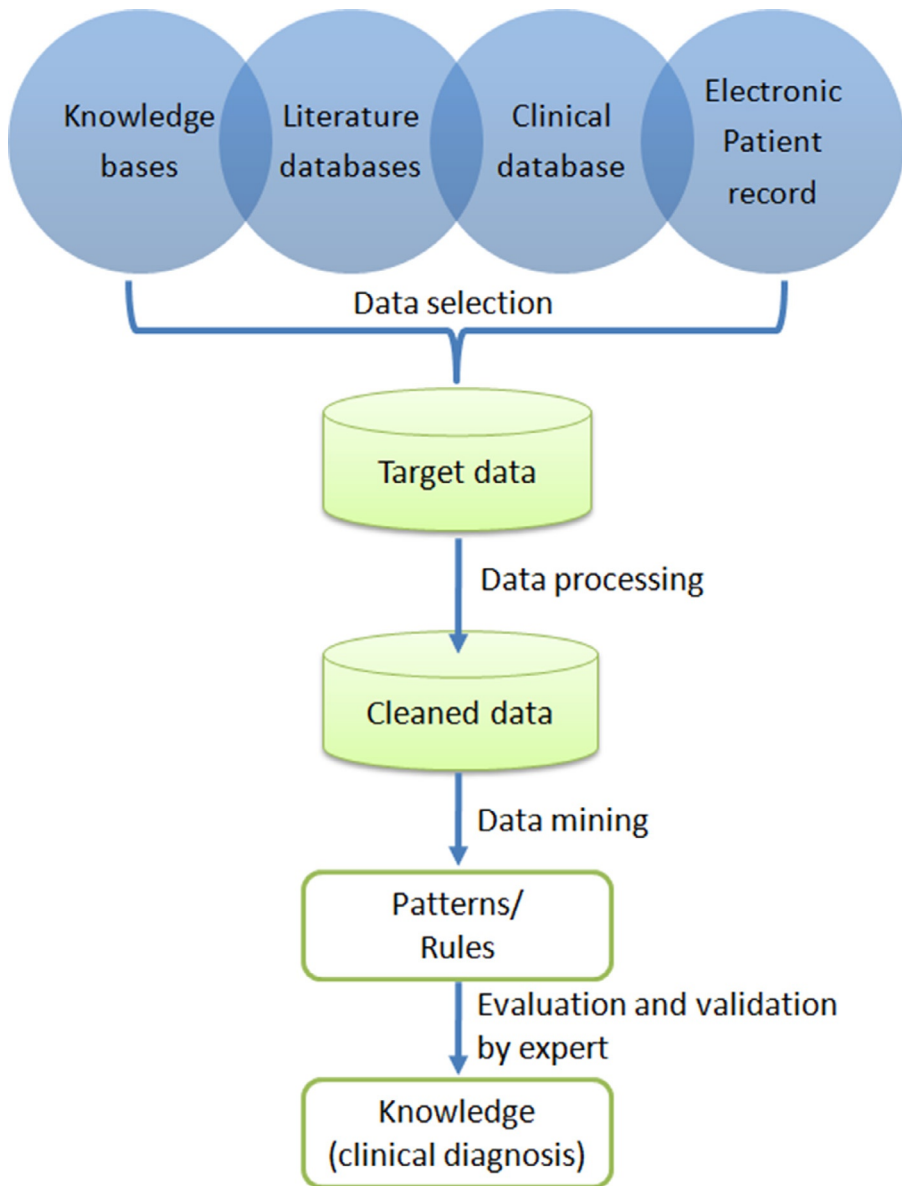 Knowledge
bases
Literature
databases
Clinical
database
Electronic
Patient
record
Data selection
Target data
Data processing
Cleaned data
Data mining
Patterns/
Rules
Evaluation and validation
by expert
Knowledge
(clinical diagnosis)